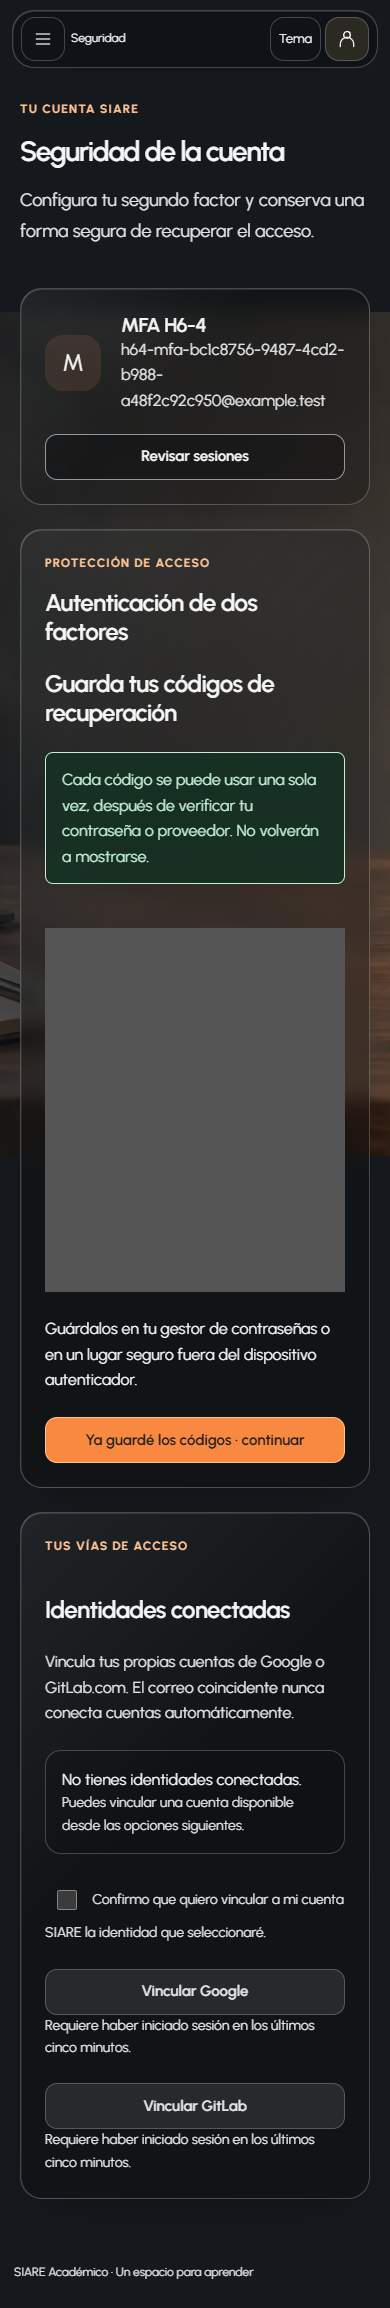 Seguridad
Tema
TU CUENTA SIARE
Seguridad de la cuenta
Configura tu segundo factor y conserva una
forma segura de recuperar el acceso.
M
MFA H6-4
h64-mfa-bc1c8756-9487-4cd2-
b988-
a48f2c92c950@example.test
Revisar sesiones
PROTECCIÓN DE ACCESO
Autenticación de dos
factores
Guarda tus códigos de
recuperación
Cada código se puede usar una sola
vez, después de verificar tu
contraseña o proveedor. No volverán
a mostrarse.
Guárdalos en tu gestor de contraseñas o
en un lugar seguro fuera del dispositivo
autenticador.
Ya guardé los códigos · continuar
TUS VÍAS DE ACCESO
Identidades conectadas
Vincula tus propias cuentas de Google o
GitLab.com. El correo coincidente nunca
conecta cuentas automáticamente.
No tienes identidades conectadas.
Puedes vincular una cuenta disponible
desde las opciones siguientes.
Confirmo que quiero vincular a mi cuenta
SIARE la identidad que seleccionaré.
Vincular Google
Requiere haber iniciado sesión en los últimos
cinco minutos.
Vincular GitLab
Requiere haber iniciado sesión en los últimos
cinco minutos.
SIARE Académico · Un espacio para aprender